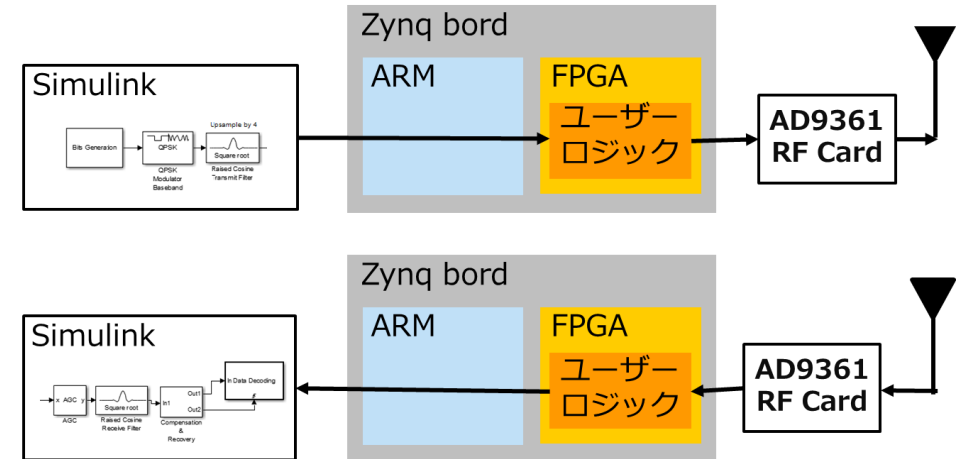 Zynq bord
Simulink
ARM
FPGA
Upsample by 4
Bits Generation
QPSK
Square root
QPSK
Modulator
Baseband
Raised Cosine
Transmit Filter
ユーザー
ロジック
AD9361
RF Card
Zynq bord
Simulink
ARM
FPGA
x AGC y
AGC
Square root
Raised Cosine
Receive Filter
In1
Out1
Out2
Compensation
&
Recovery
In Data Decoding
ユーザー
ロジック
AD9361
RF Card